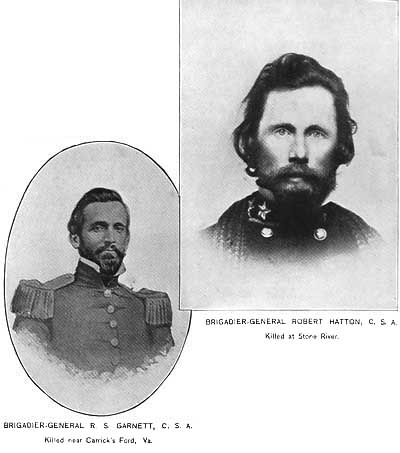 BRIGADIER-GENERAL ROBERT HATTON, C. S. A.
Killed at Stone River.
BRIGADIER-GENERAL R. S. GARNETT, C. S. A.
Killed near Carrick's Ford, Va.